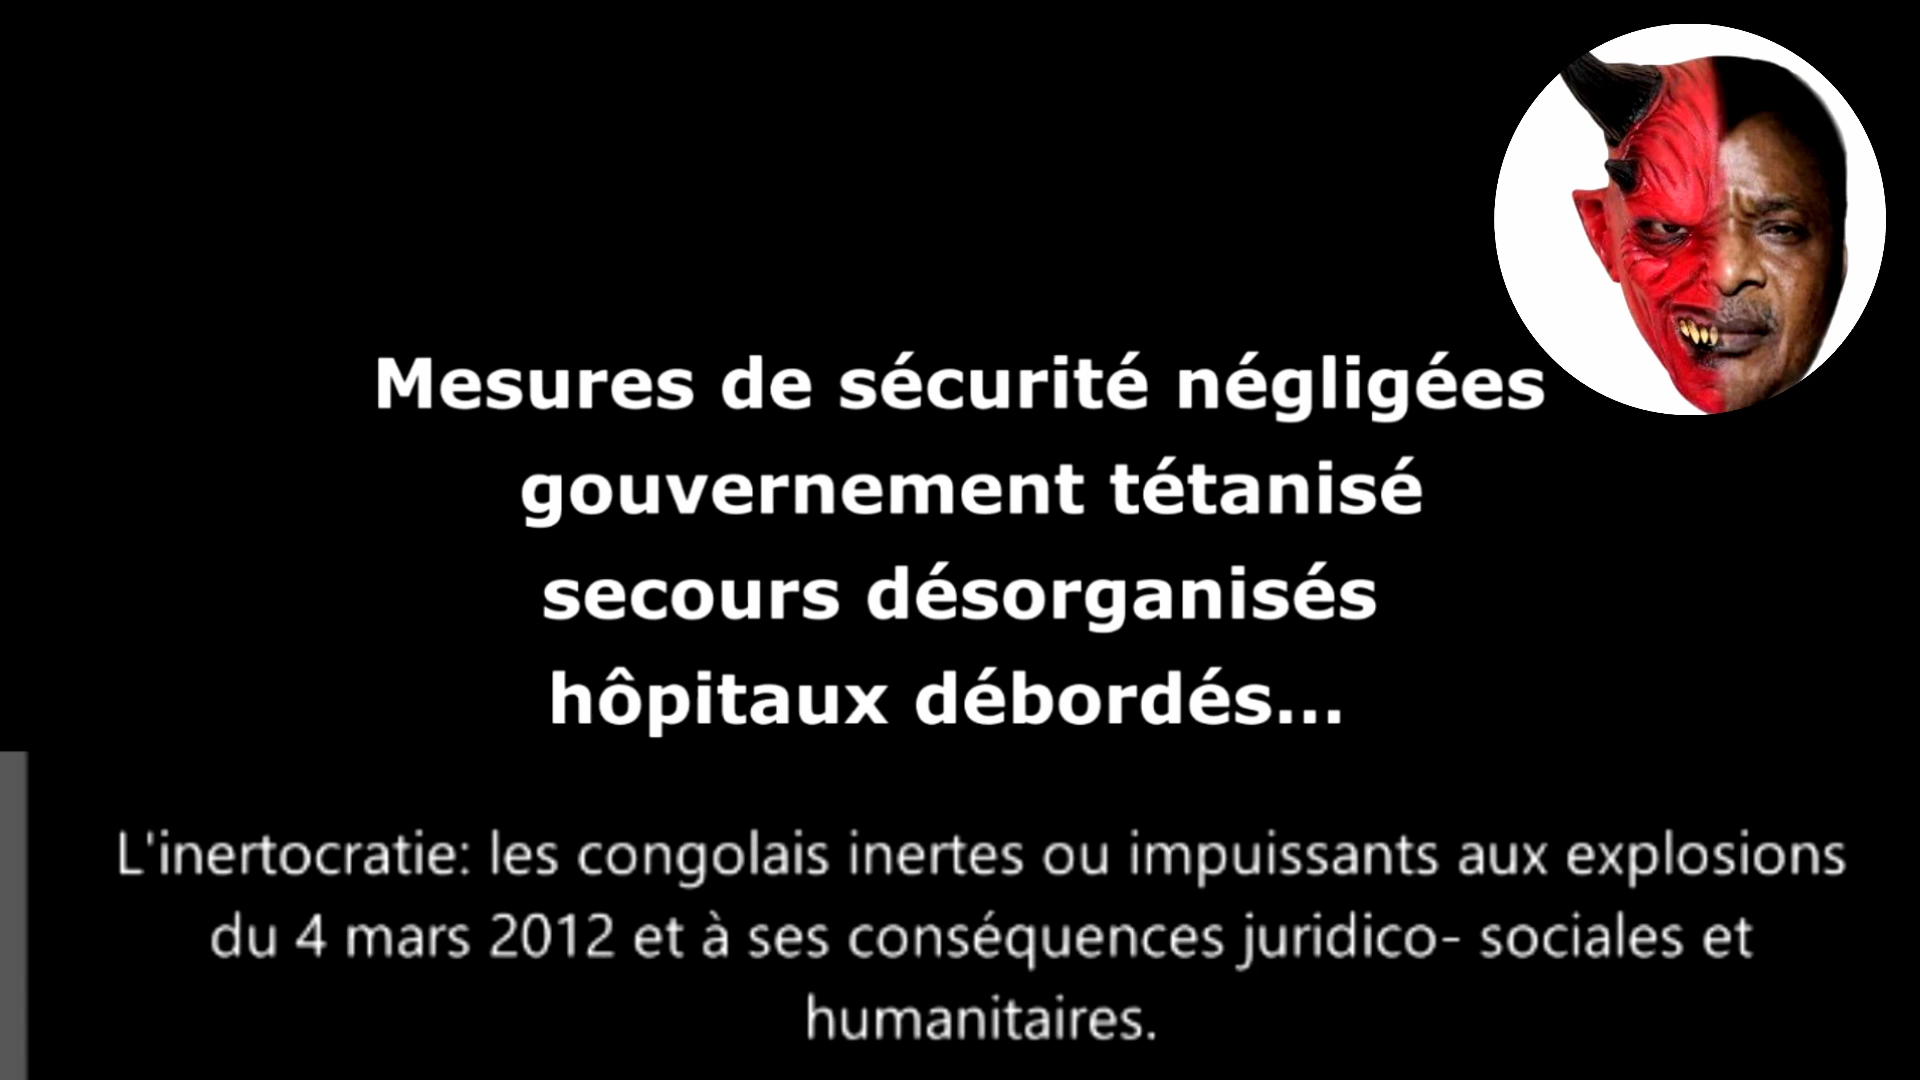 Mesures de sécurité négligées
gouvernement tétanisé
secours désorganisés
hôpitaux débordés...
L'inertocratie: les congolais inertes ou impuissants aux explosions
du 4 mars 2012 et à ses conséquences juridico- sociales et
humanitaires.